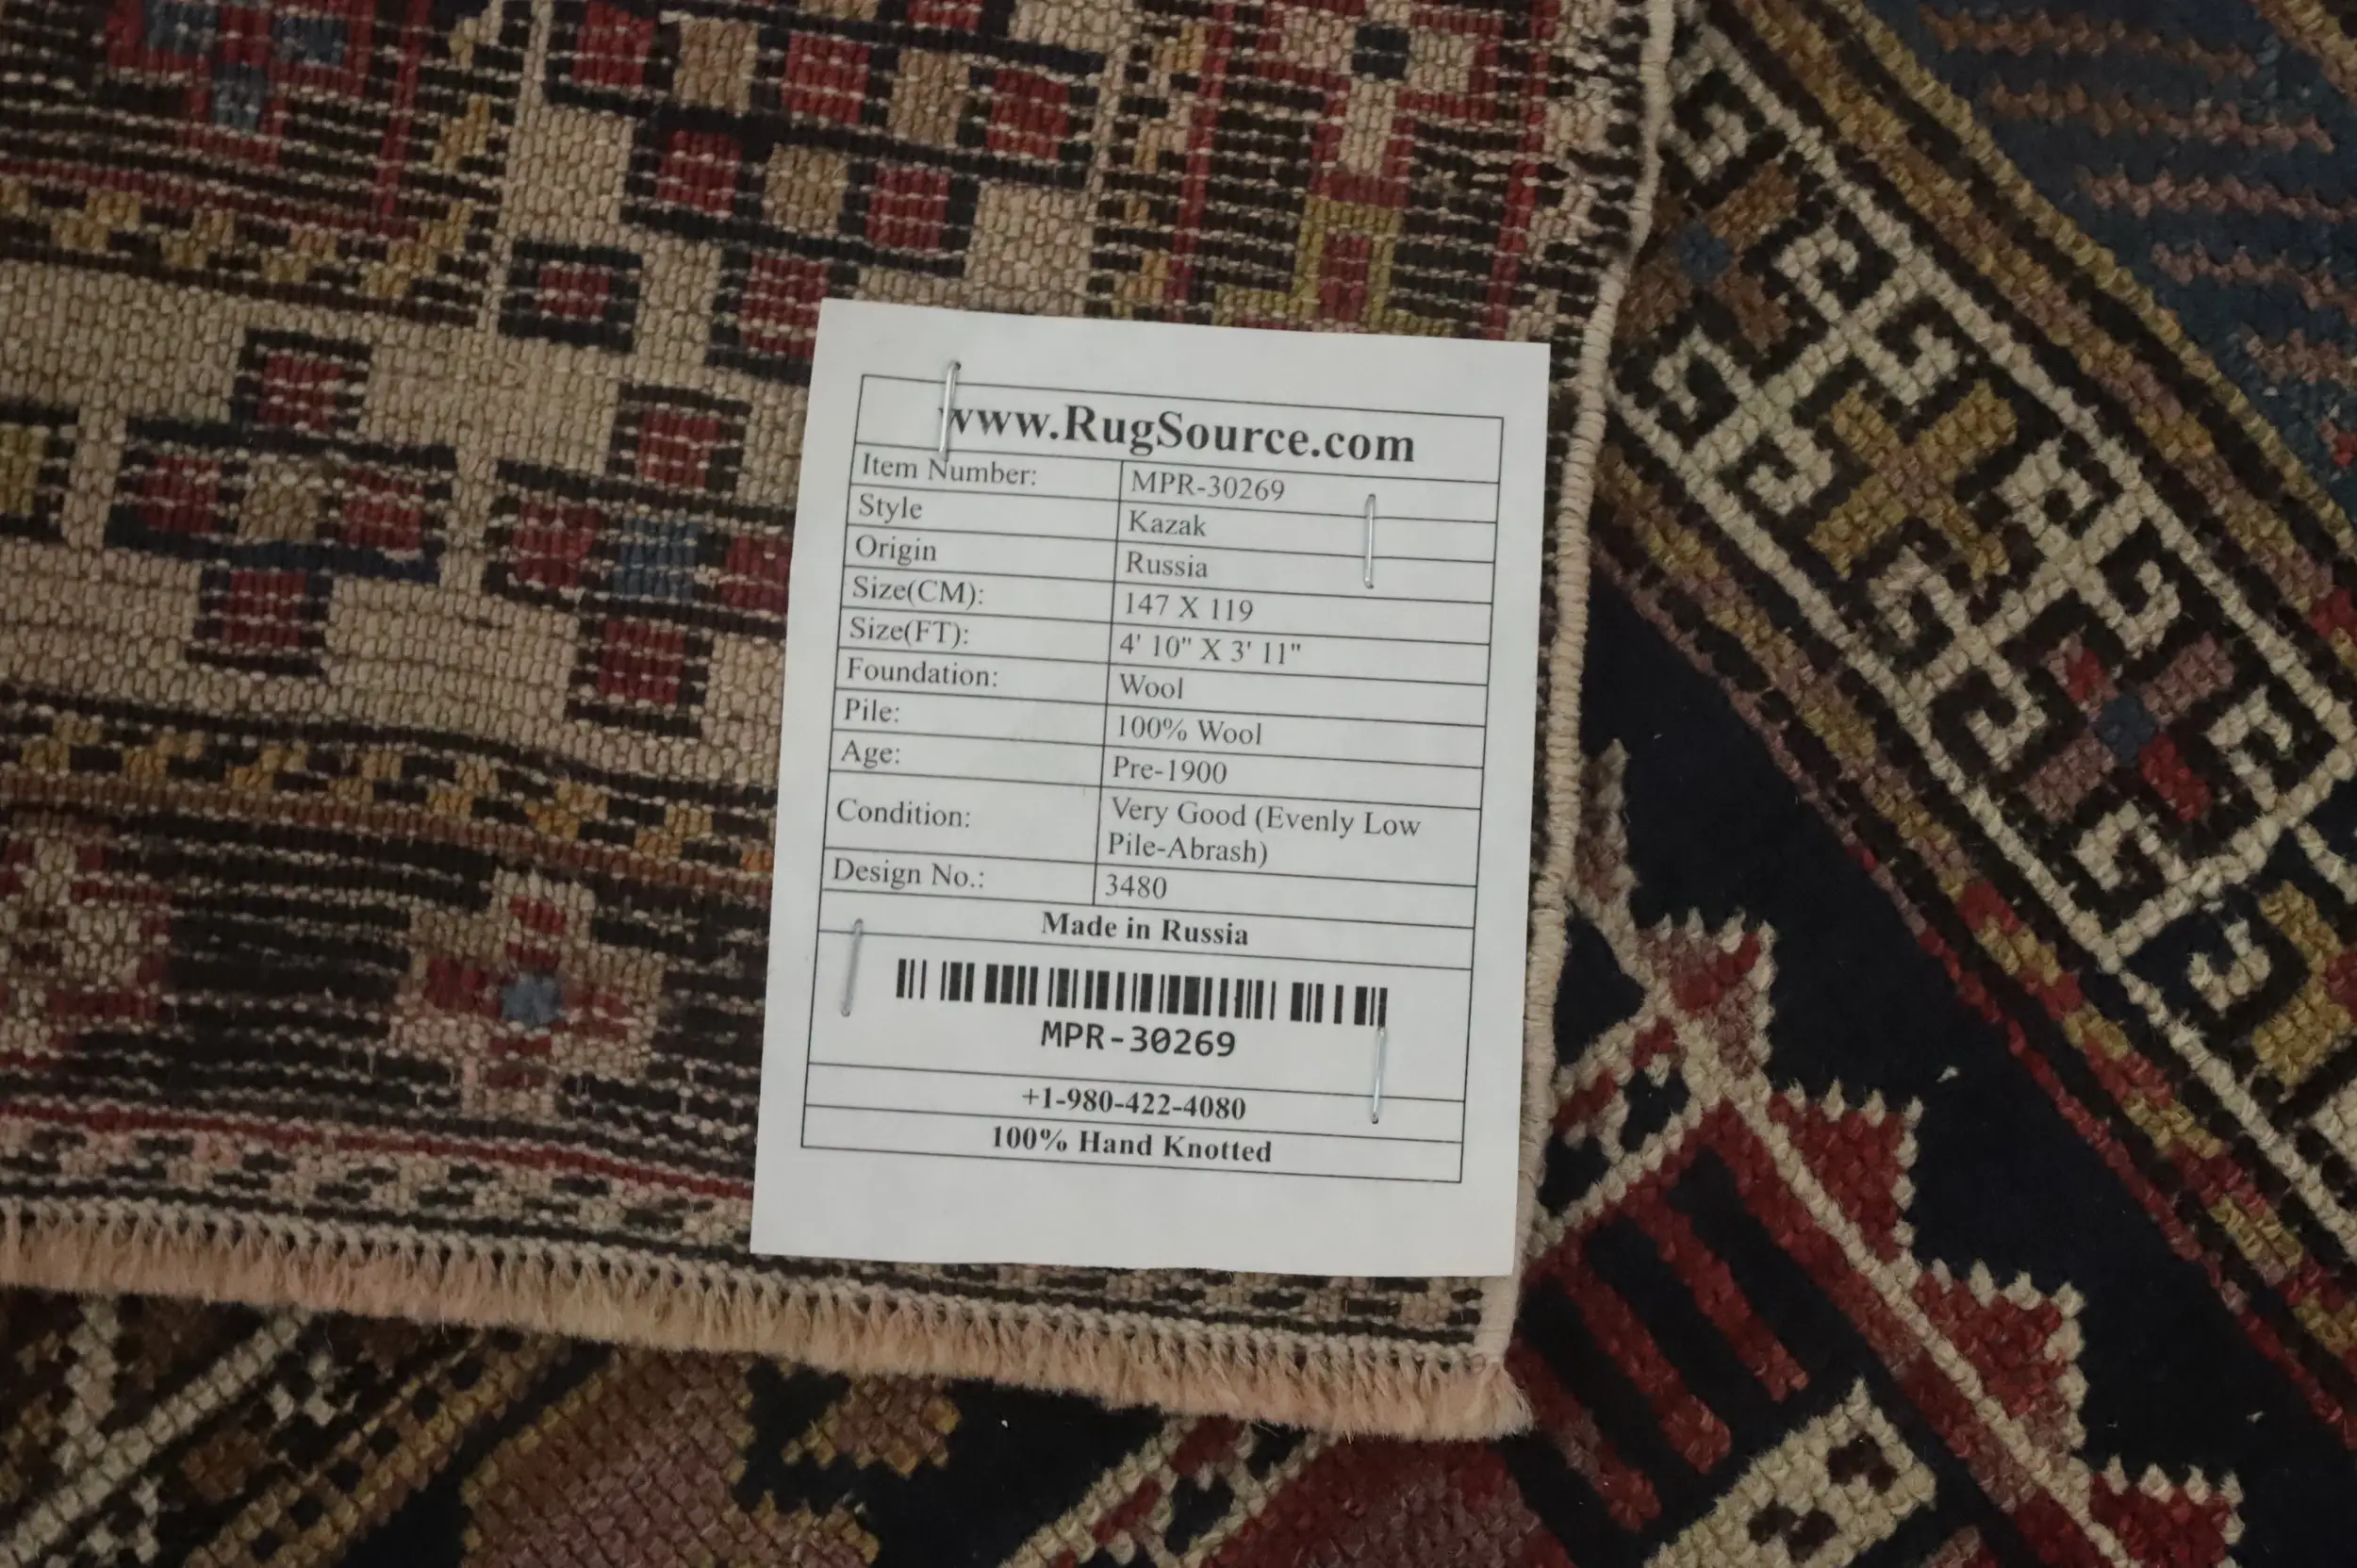 www.RugSource.com
Item Number: MPR-30269
Style Kazak
Origin Russia
Size(CM): 147 X 119
Size(FT): 4' 10" X 3' 11"
Foundation: Wool
Pile: 100% Wool
Age: Pre-1900
Condition: Very Good (Evenly Low
Pile-Abrash)
Design No.: 3480
Made in Russia
MPR-30269
+1-980-422-4080
100% Hand Knotted